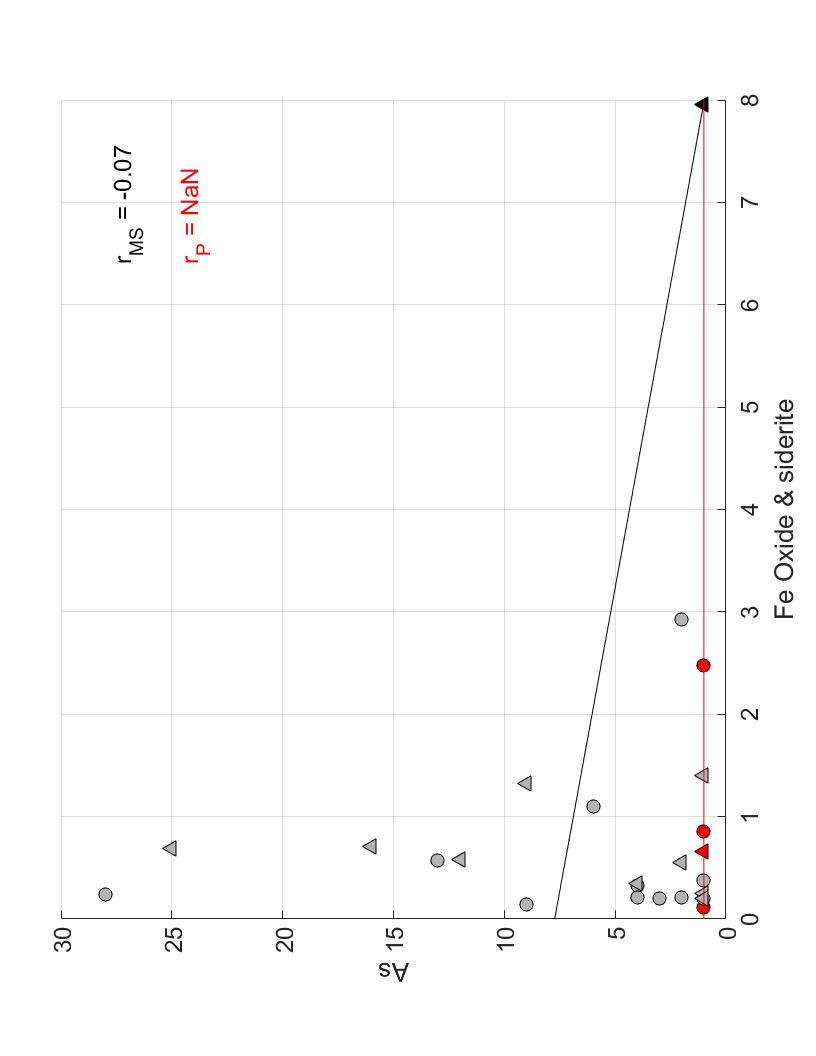 30
25
20
15
10
5
0
As
r_MS = -0.07
r_P = NaN
0 1 2 3 4 5 6 7 8
Fe Oxide & siderite